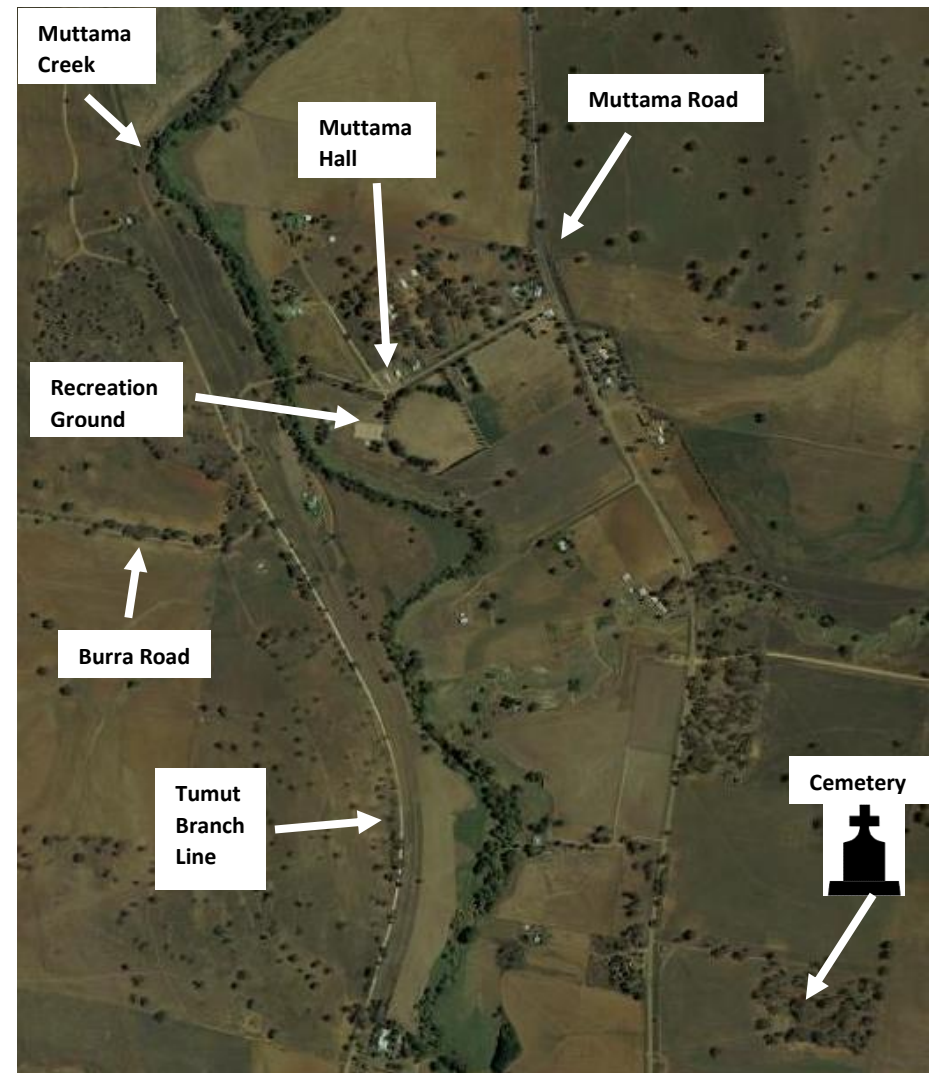 Muttama
Creek
Muttama Road
Muttama
Hall
Recreation
Ground
Burra Road
Tumut
Branch
Line
Cemetery